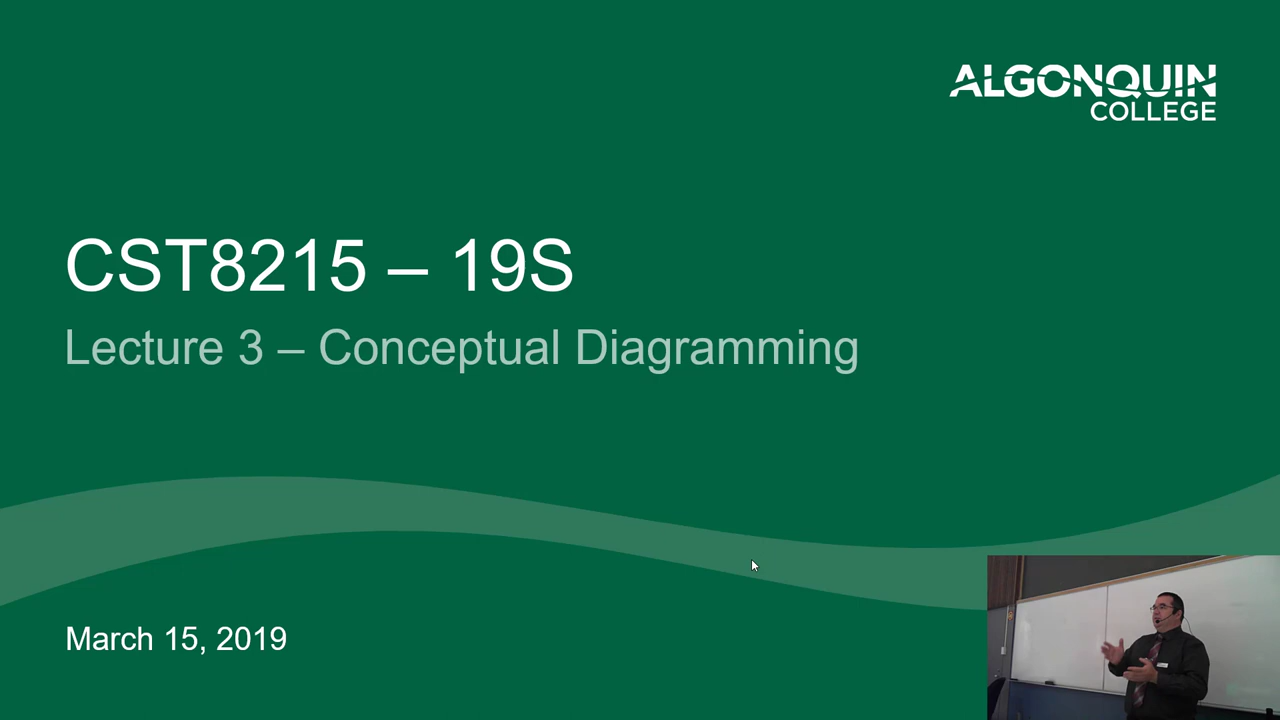 ALGONQUIN
COLLEGE
CST8215 – 19S
Lecture 3 – Conceptual Diagramming
March 15, 2019